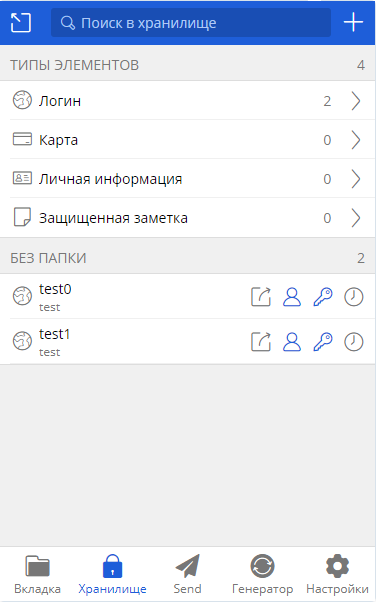 Поиск в хранилище
ТИПЫ ЭЛЕМЕНТОВ 4
Логин 2
Карта 0
Личная информация 0
Защищенная заметка 0
БЕЗ ПАПКИ 2
test0
test
test1
test
Вкладка Хранилище Send Генератор Настройки